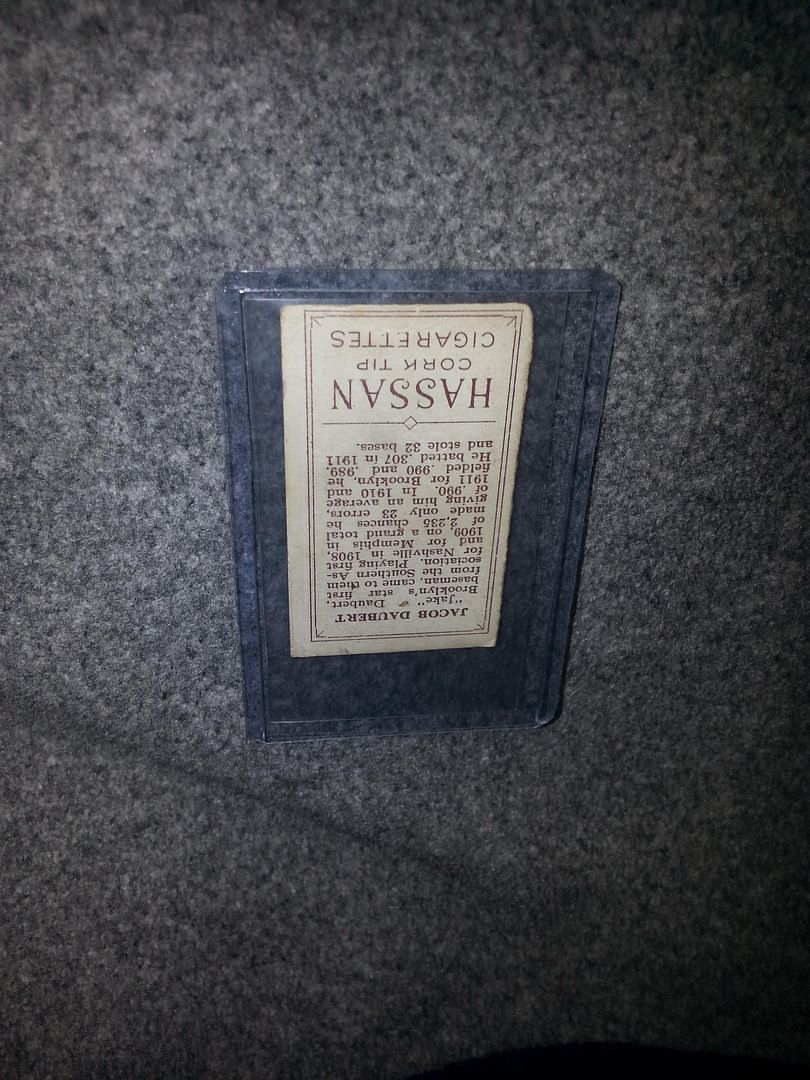 JACOB DAUBERT
"Jake" Daubert,
Brooklyn's star first
baseman, came to them
from the Southern As-
sociation. Playing first
for Nashville in 1908,
and for Memphis in
1909, on a grand total
of 2,235 chances he
made only 23 errors,
giving him an average
of .990. In 1910 and
1911 for Brooklyn, he
fielded .990 and .989.
He batted .307 in 1911
and stole 32 bases.
HASSAN
CORK TIP
CIGARETTES